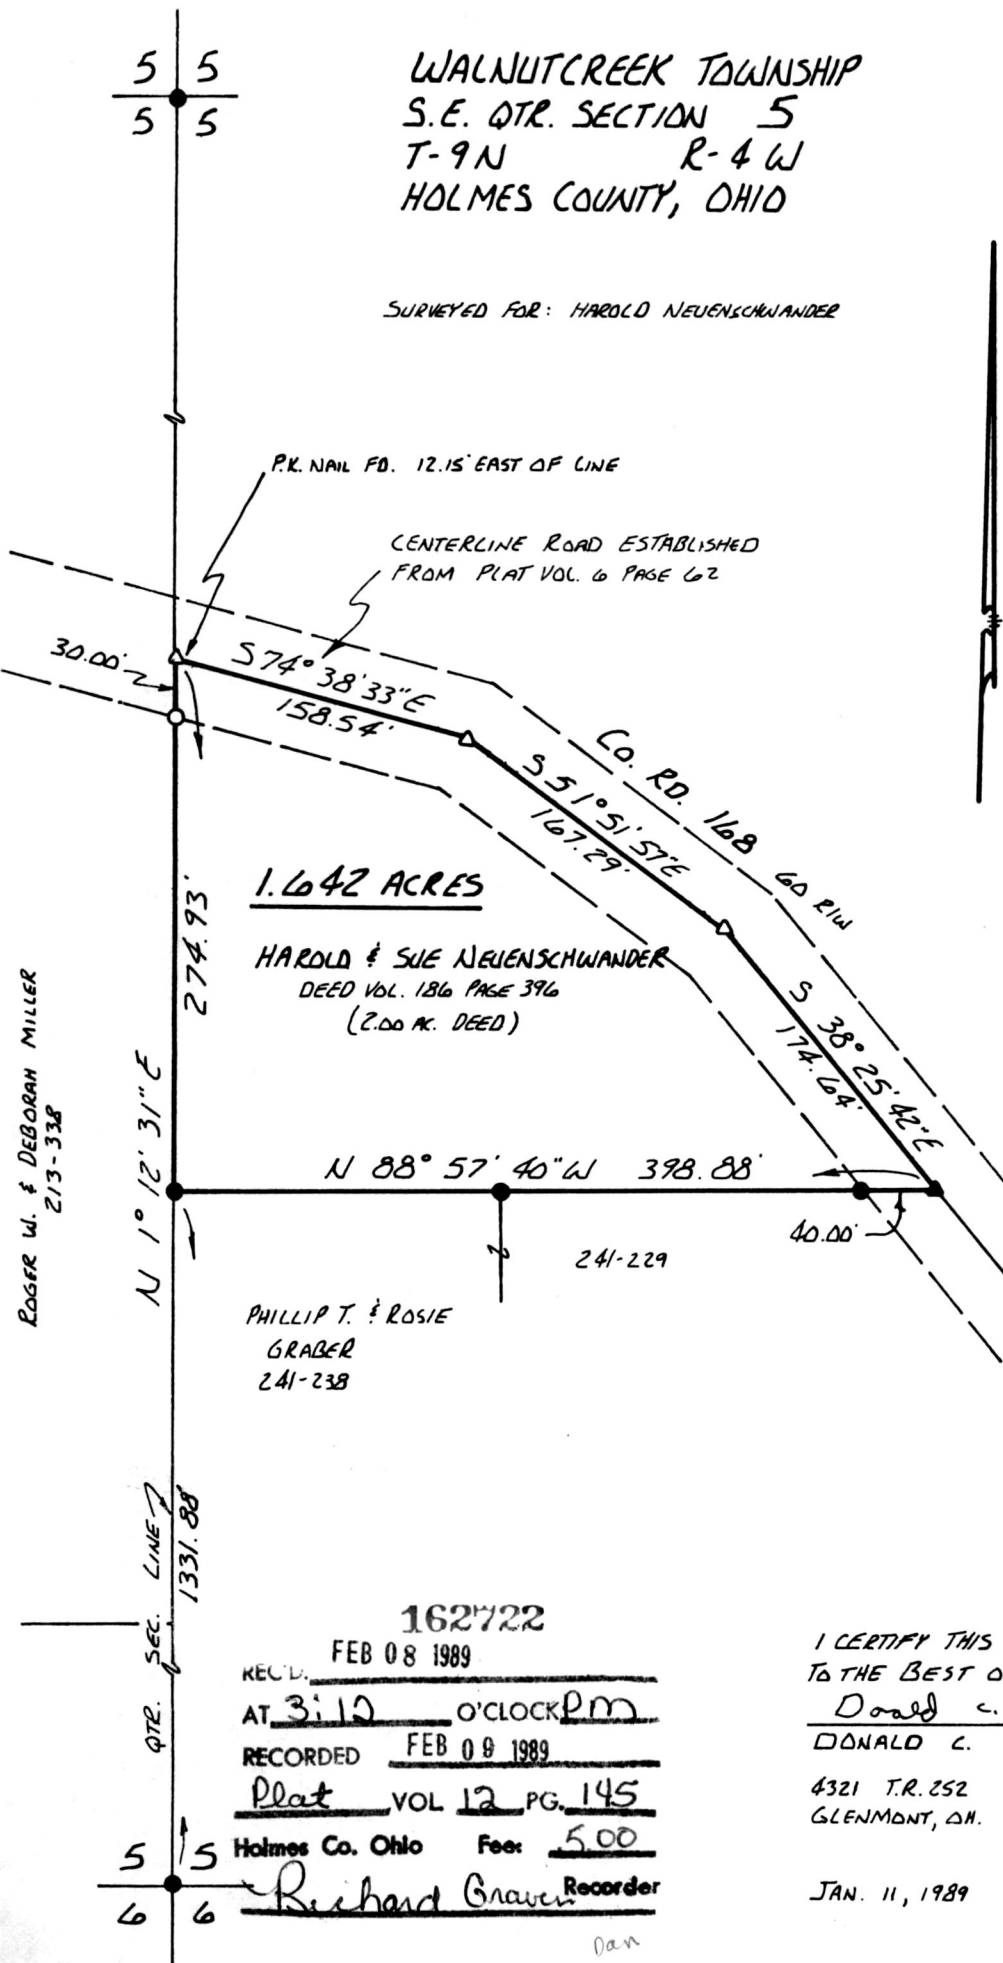 5 5
5 5
WALNUTCREEK TOWNSHIP
S.E. QTR. SECTION 5
T-9N R-4W
HOLMES COUNTY, OHIO
SURVEYED FOR: HAROLD NEUENSCHWANDER
P.K. NAIL FD. 12.15' EAST OF LINE
CENTERLINE ROAD ESTABLISHED
FROM PLAT VOL. 6 PAGE 62
30.00'
S 74° 38' 33" E
158.54'
S 51° 51' 57" E
167.29'
CO. RD. 168
60 R/W
S 38° 25' 42" E
174.64'
1.642 ACRES
HAROLD & SUE NEUENSCHWANDER
DEED VOL. 186 PAGE 396
(2.00 AC. DEED)
274.93'
N 1° 12' 31" E
ROGER W. & DEBORAH MILLER
213-338
N 88° 57' 40" W 398.88'
40.00'
241-229
PHILLIP T. & ROSIE
GRABER
241-238
QTR. SEC. LINE
1331.88
162722
REC'D. FEB 08 1989
AT 3:12 O'CLOCK PM
RECORDED FEB 09 1989
Plat VOL 12 PG. 145
Holmes Co. Ohio Fee: 5.00
Richard Graven Recorder
Dan
5 5
6 6
I CERTIFY THIS
TO THE BEST O
Donald C.
DONALD C.
4321 T.R. 252
GLENMONT, OH.
JAN. 11, 1989